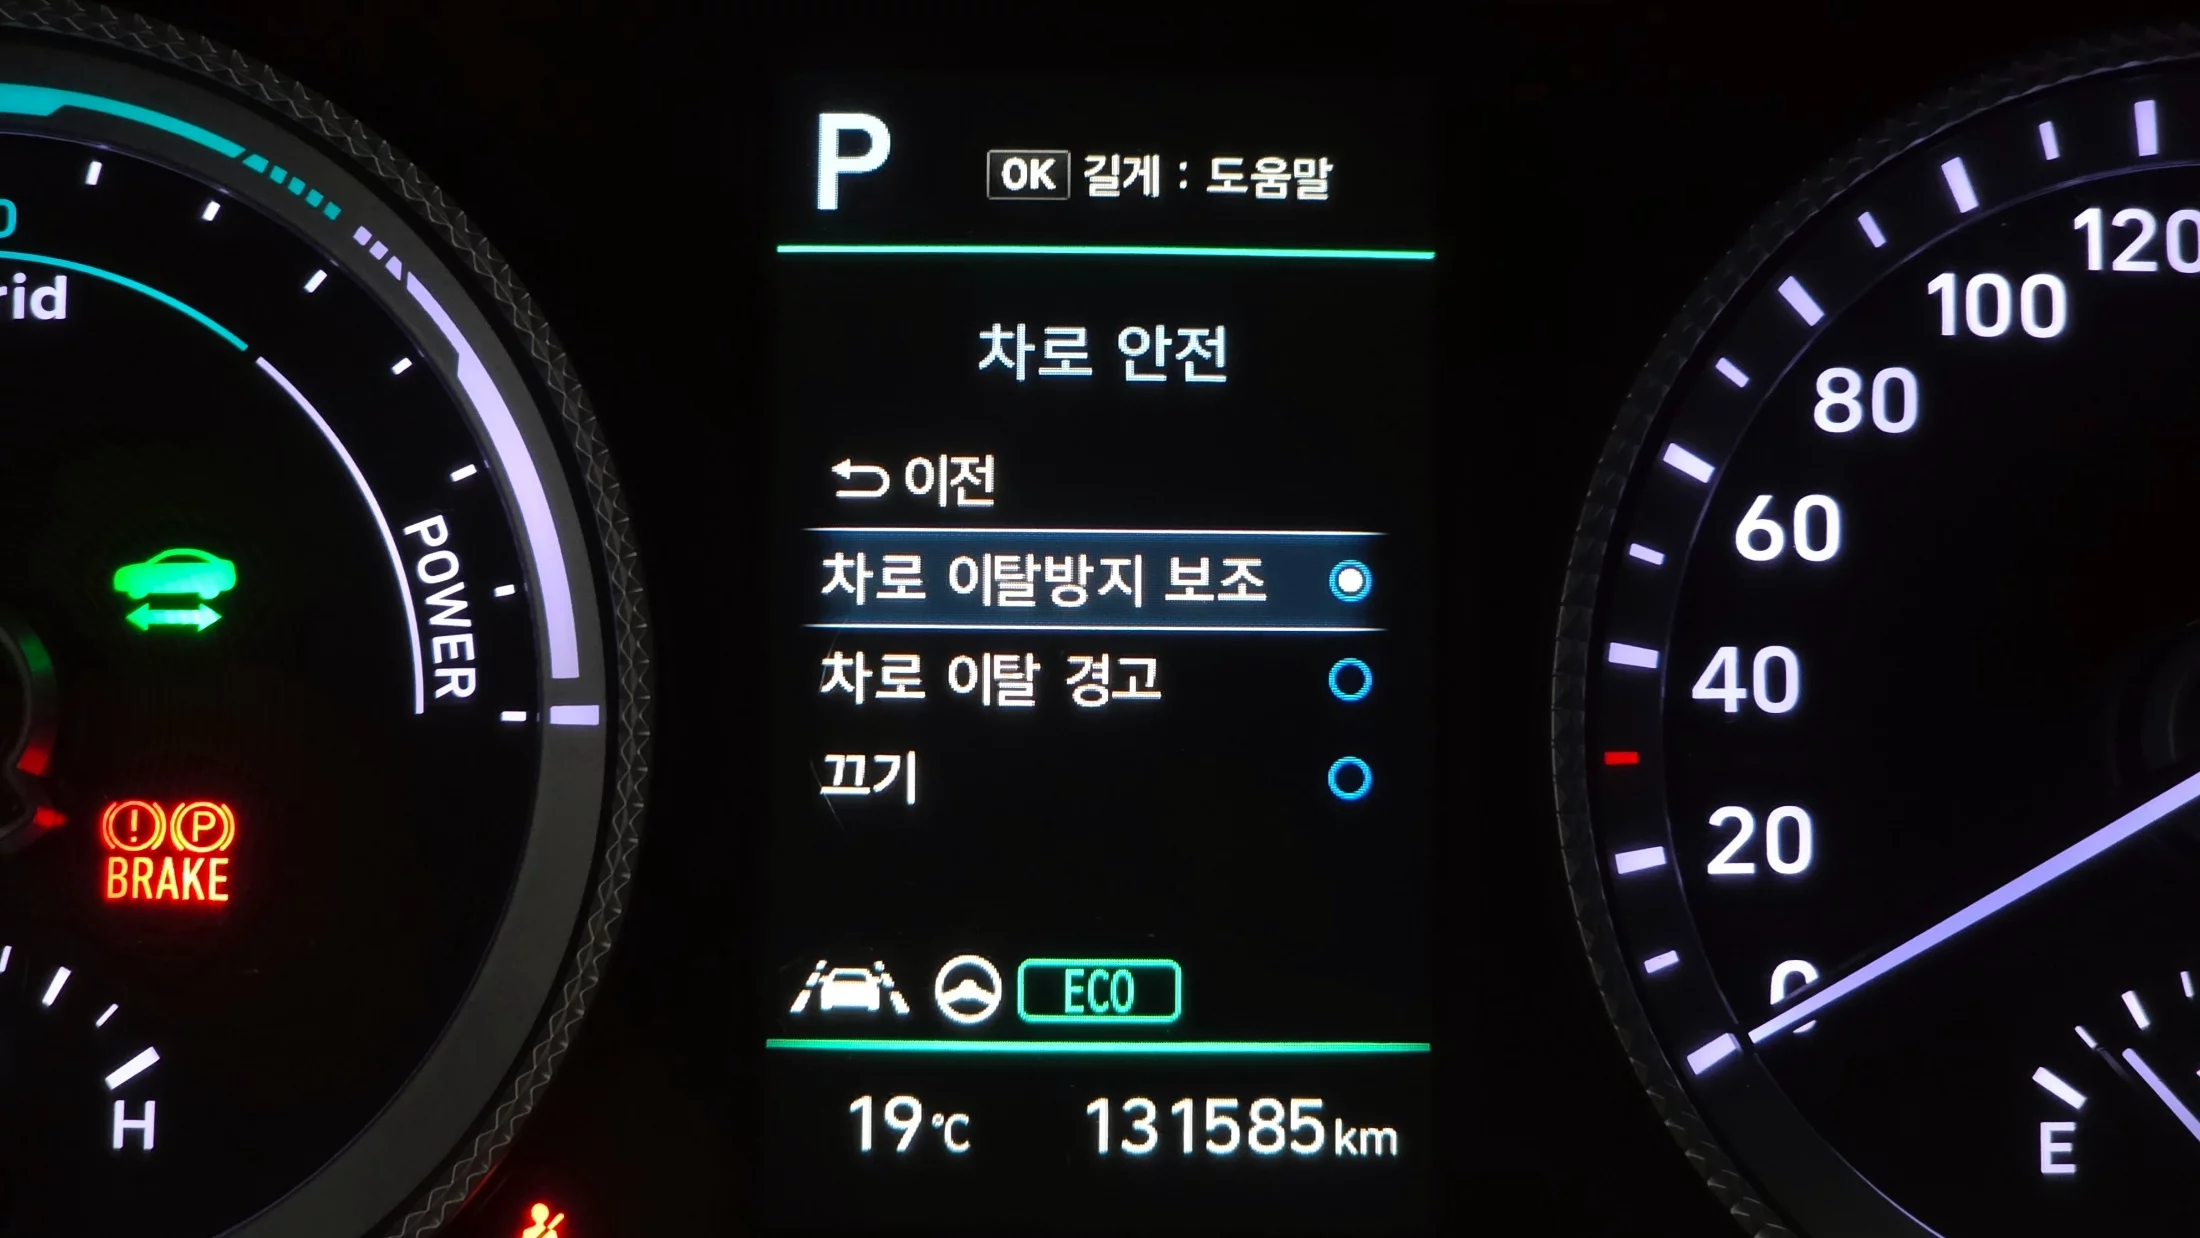 P
OK 길게 : 도움말
차로 안전
이전
차로 이탈방지 보조
차로 이탈 경고
끄기
ECO
19℃ 131585km
POWER
P
BRAKE
H
120
100
80
60
40
20
0
E